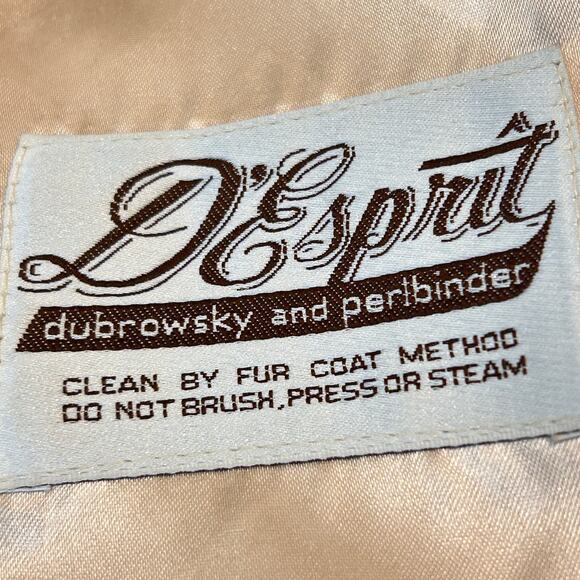 © D'Esprit
dubrowsky and perlbinder
CLEAN BY FUR COAT METHOD
DO NOT BRUSH, PRESS OR STEAM